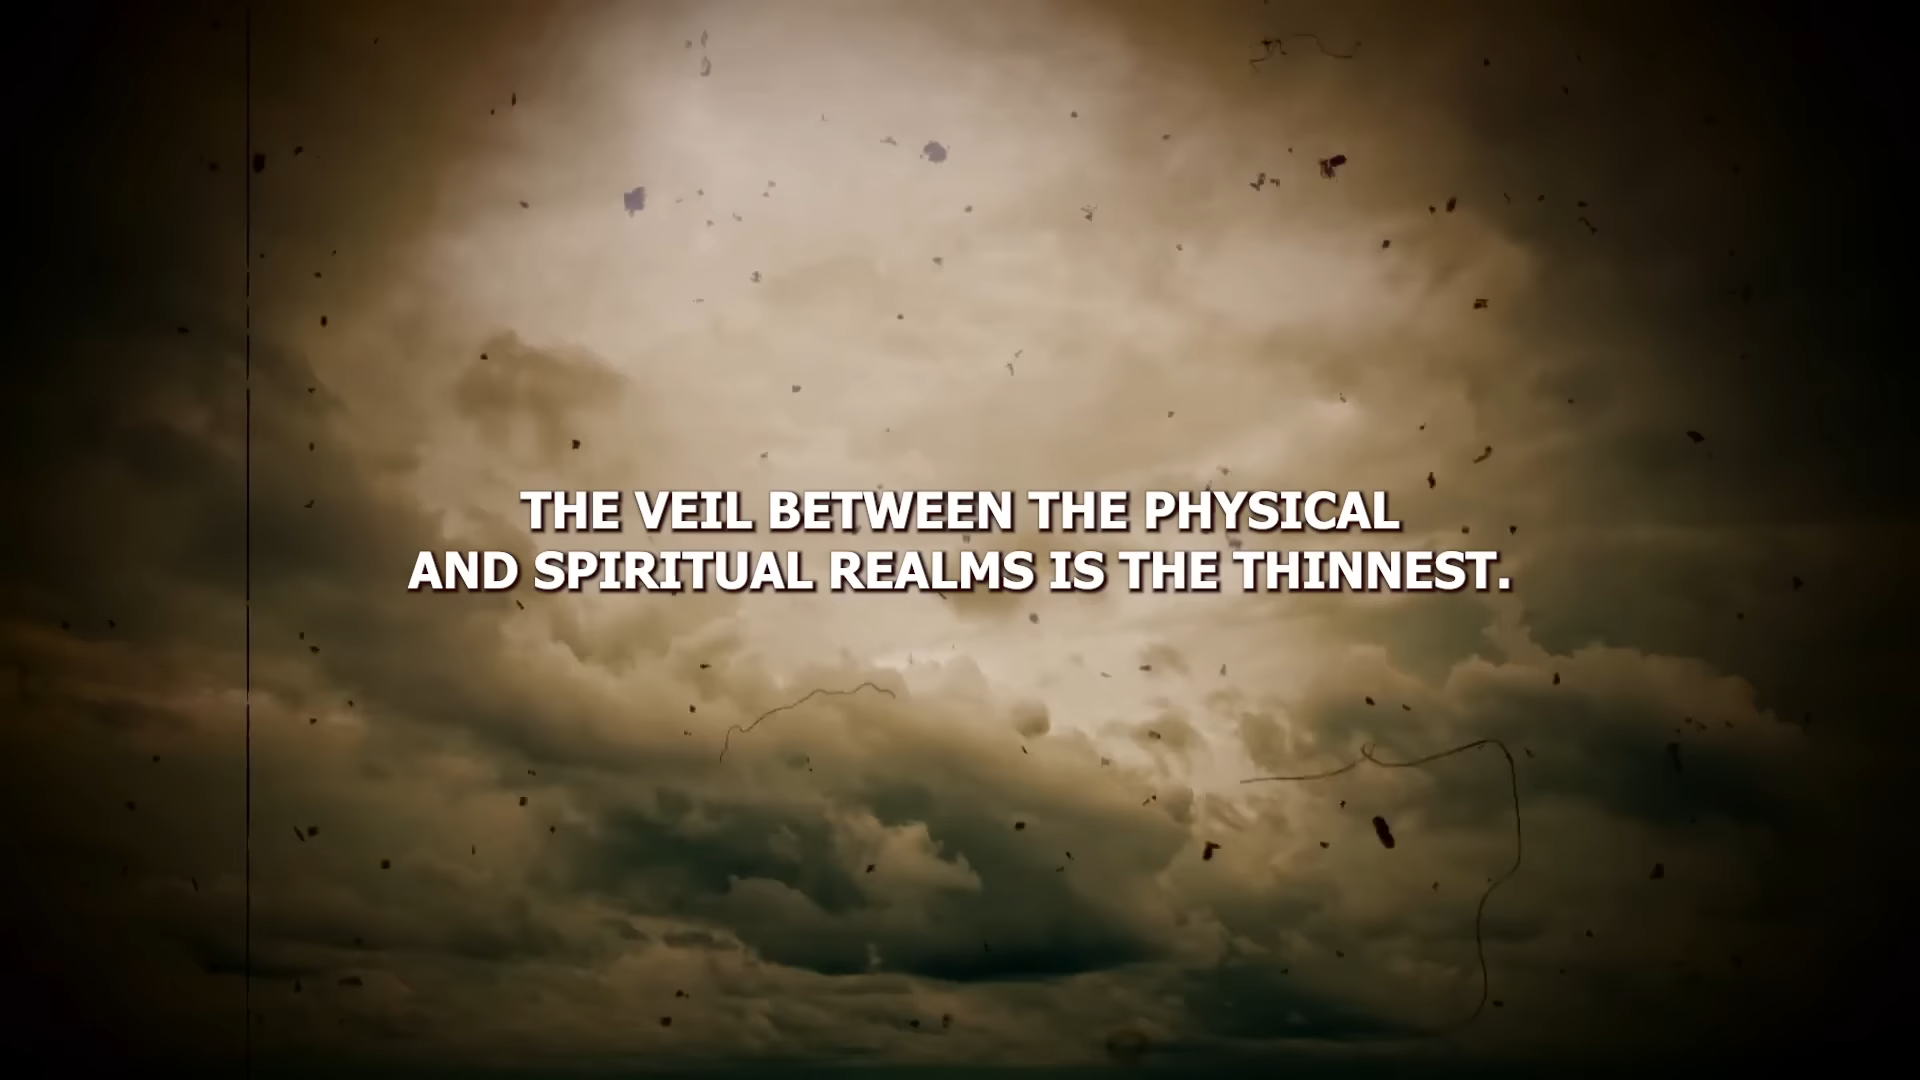 THE VEIL BETWEEN THE PHYSICAL
AND SPIRITUAL REALMS IS THE THINNEST.